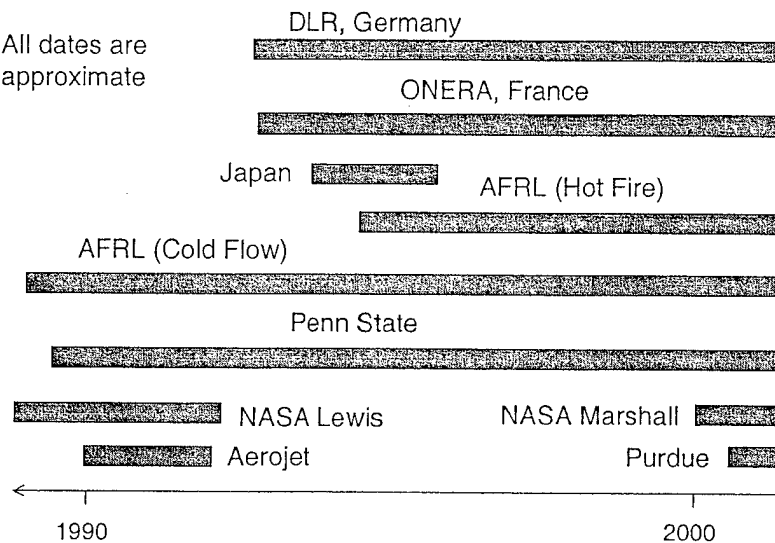 DLR, Germany
All dates are
approximate
ONERA, France
Japan
AFRL (Hot Fire)
AFRL (Cold Flow)
Penn State
NASA Lewis
NASA Marshall
Aerojet
Purdue
1990
2000